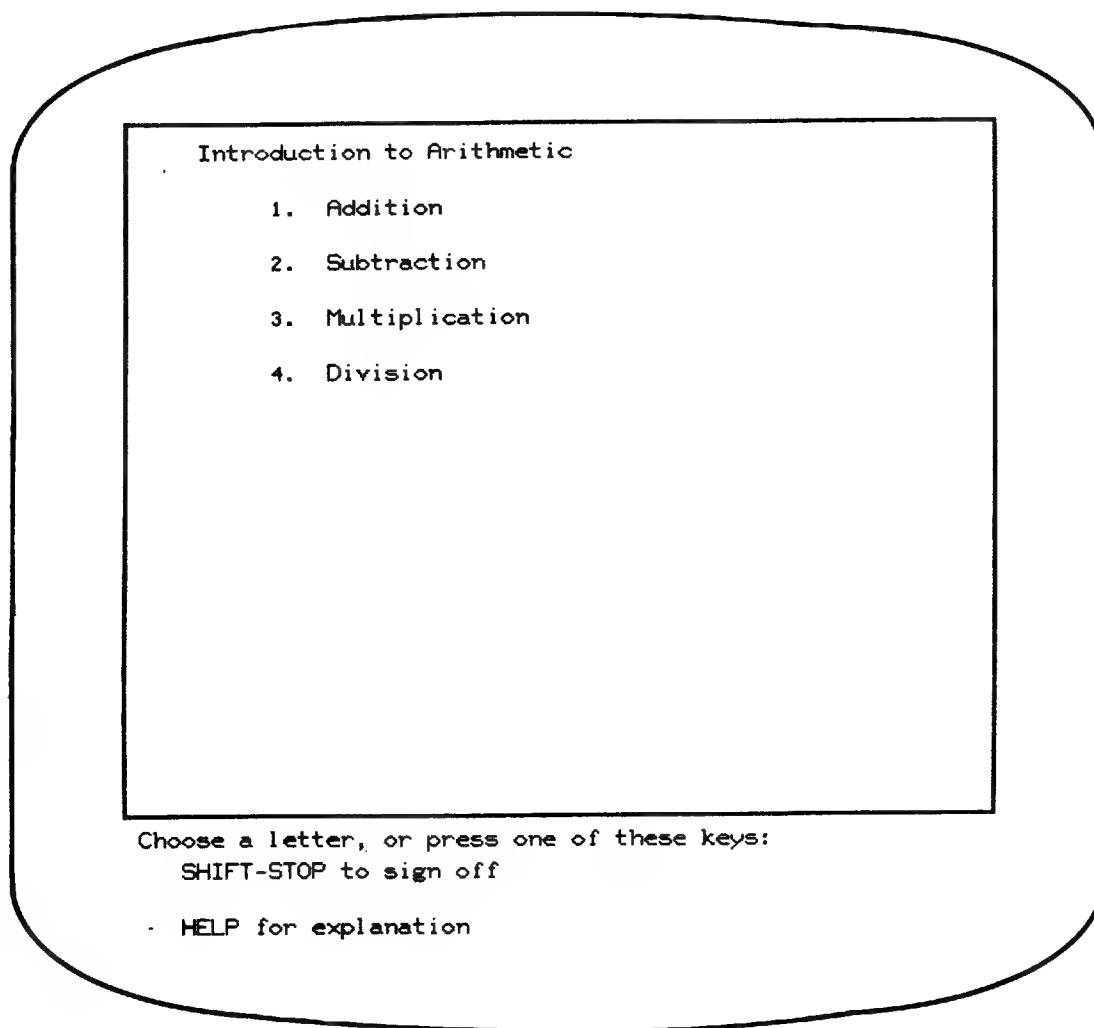 Introduction to Arithmetic
1. Addition
2. Subtraction
3. Multiplication
4. Division
Choose a letter, or press one of these keys:
SHIFT-STOP to sign off
HELP for explanation